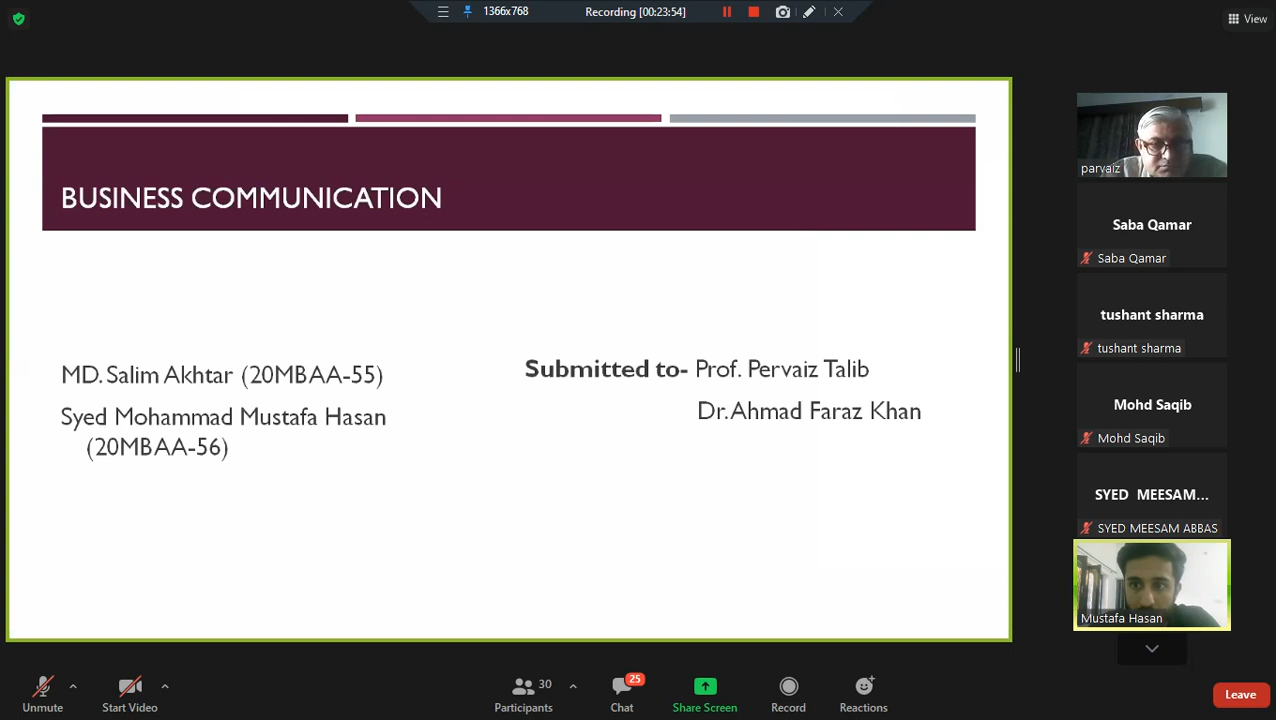 1366x768
Recording [00:23:54]
View
BUSINESS COMMUNICATION
MD. Salim Akhtar (20MBAA-55)
Syed Mohammad Mustafa Hasan
(20MBAA-56)
Submitted to- Prof. Pervaiz Talib
Dr. Ahmad Faraz Khan
parvaiz
Saba Qamar
Saba Qamar
tushant sharma
tushant sharma
Mohd Saqib
Mohd Saqib
SYED MEESAM...
SYED MEESAM ABBAS
Mustafa Hasan
Unmute
Start Video
30
Participants
25
Chat
Share Screen
Record
Reactions
Leave